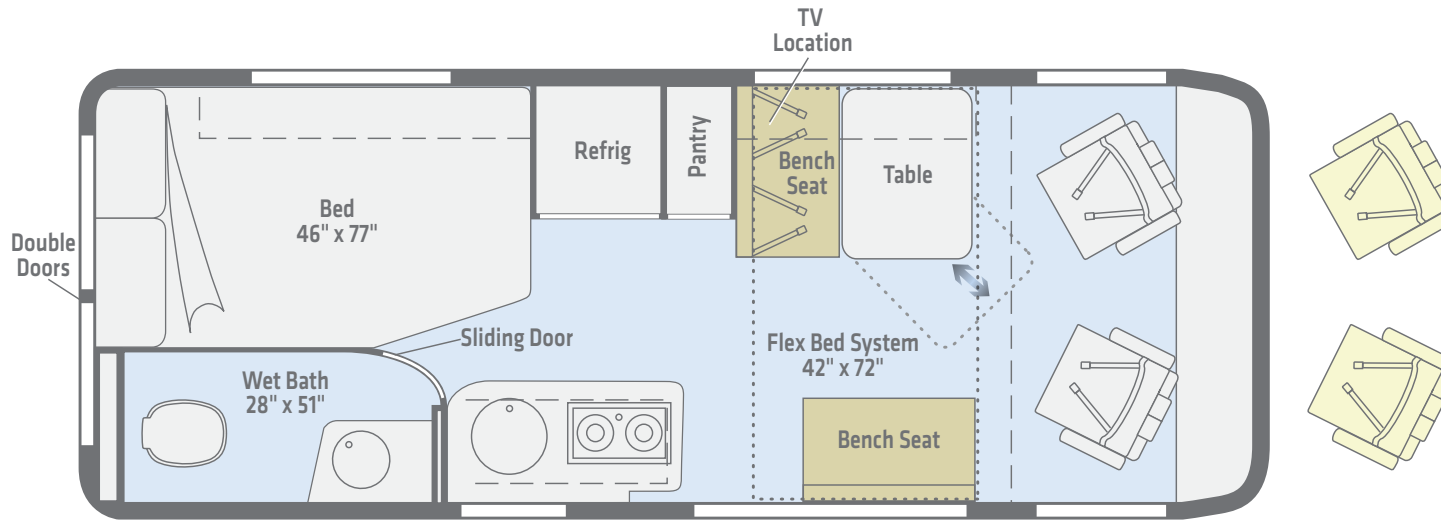 TV
Location
Refrig
Pantry
Bench
Seat
Table
Bed
46" x 77"
Double
Doors
Sliding Door
Flex Bed System
42" x 72"
Wet Bath
28" x 51"
Bench Seat